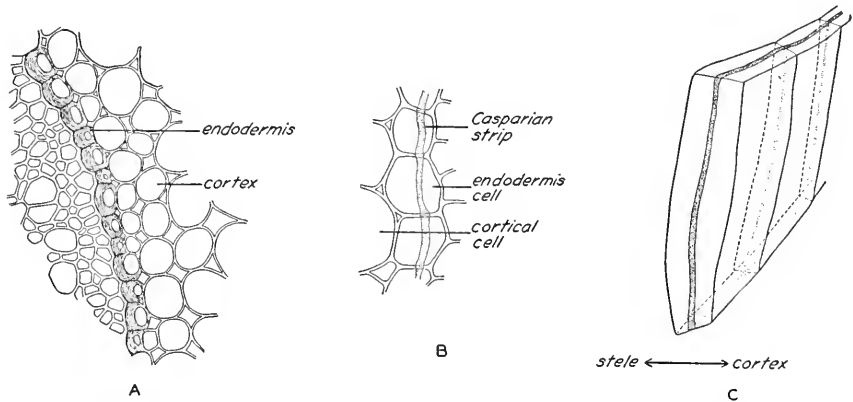 endodermis
cortex
A
Casparian
strip
endodermis
cell
cortical
cell
B
stele cortex
C